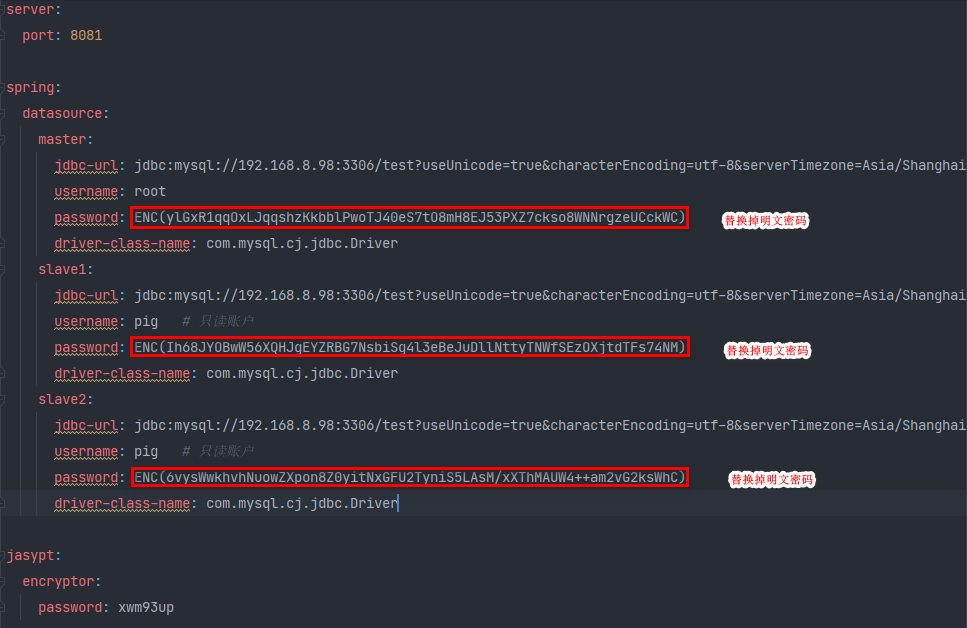 server:
port: 8081
spring:
datasource:
master:
jdbc-url: jdbc:mysql://192.168.8.98:3306/test?useUnicode=true&characterEncoding=utf-8&serverTimezone=Asia/Shanghai
username: root
password: ENC(ylGxR1qqOxLJqqshzKkbblPwoTJ40eS7tO8mH8EJ53PXZ7ckso8WNNrgzeUCckWC) 替换掉明文密码
driver-class-name: com.mysql.cj.jdbc.Driver
slave1:
jdbc-url: jdbc:mysql://192.168.8.98:3306/test?useUnicode=true&characterEncoding=utf-8&serverTimezone=Asia/Shanghai
username: pig # 只读账户
password: ENC(Ih68JYOBwW56XQHJqEYZRBG7NsbiSq4l3eBeJuDllNttyTNWfSEzOXjtdTFs74NM) 替换掉明文密码
driver-class-name: com.mysql.cj.jdbc.Driver
slave2:
jdbc-url: jdbc:mysql://192.168.8.98:3306/test?useUnicode=true&characterEncoding=utf-8&serverTimezone=Asia/Shanghai
username: pig # 只读账户
password: ENC(6vysWwkhvhNuowZXpon8Z0yitNxGFU2TyniS5LAsM/xXThMAUW4++am2vG2ksWhC) 替换掉明文密码
driver-class-name: com.mysql.cj.jdbc.Driver
jasypt:
encryptor:
password: xwm93up